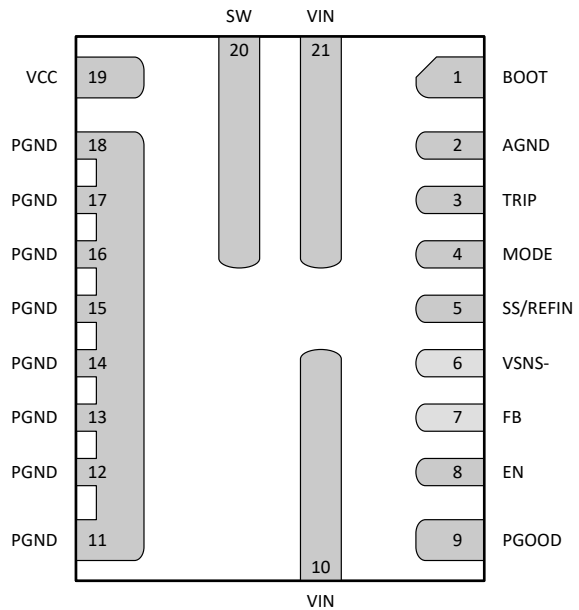 SW VIN
20 21
VCC 19 1 BOOT
PGND 18 2 AGND
PGND 17 3 TRIP
PGND 16 4 MODE
PGND 15 5 SS/REFIN
PGND 14 6 VSNS-
PGND 13 7 FB
PGND 12 8 EN
PGND 11 9 PGOOD
10
VIN